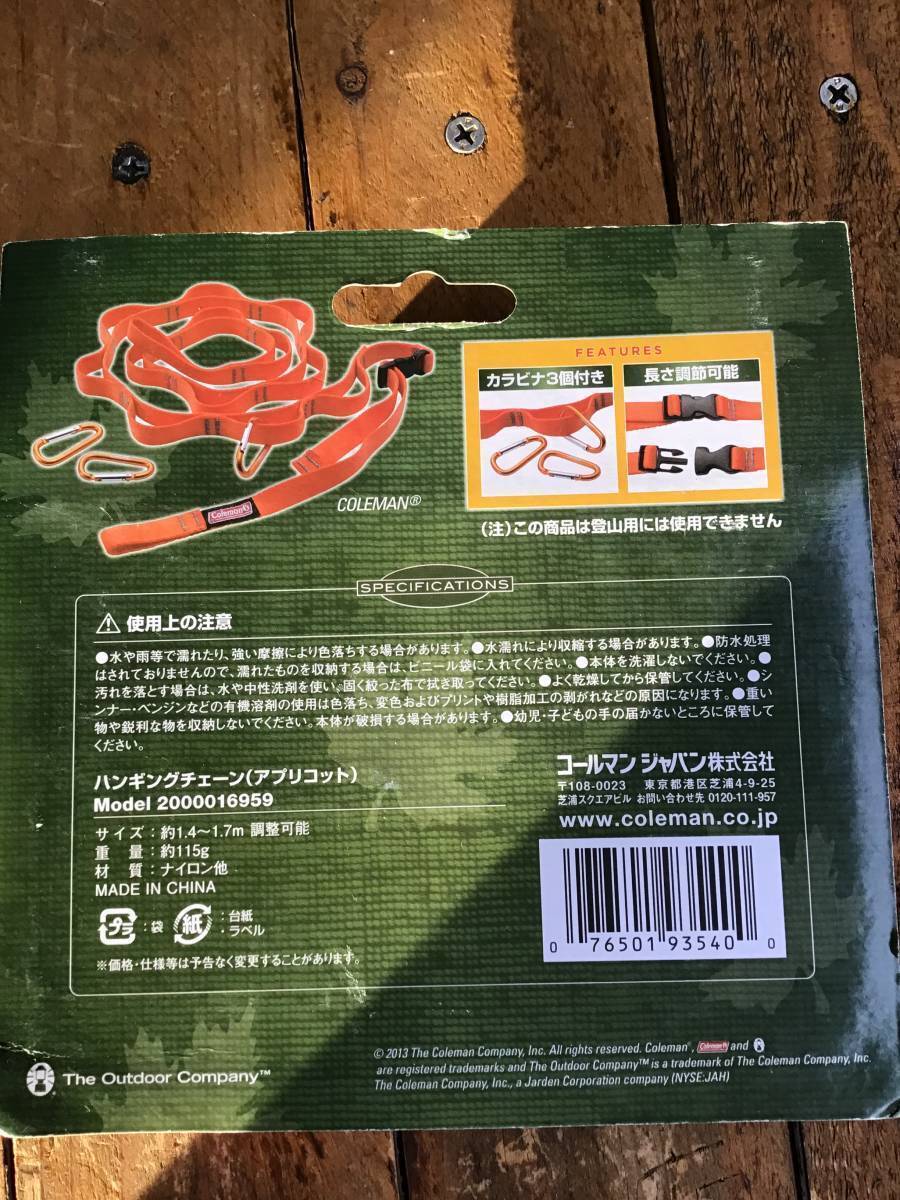 FEATURES
カラビナ3個付き
長さ調節可能
Coleman
COLEMAN®
(注)この商品は登山用には使用できません
SPECIFICATIONS
使用上の注意
●水や雨等で濡れたり、強い摩擦により色落ちする場合があります。●水濡れにより収縮する場合があります。●防水処理
はされておりませんので、濡れたものを収納する場合は、ビニール袋に入れてください。●本体を洗濯しないでください。●
汚れを落とす場合は、水や中性洗剤を使い、固く絞った布で拭き取ってください。●よく乾燥してから保管してください。●シ
ンナー・ベンジンなどの有機溶剤の使用は色落ち、変色およびプリントや樹脂加工の剥がれなどの原因になります。●重い
物や鋭利な物を収納しないでください。本体が破損する場合があります。●幼児・子どもの手の届かないところに保管して
ください。
ハンギングチェーン(アプリコット)
Model 2000016959
サイズ:約1.4〜1.7m 調整可能
重 量:約115g
材 質:ナイロン他
MADE IN CHINA
プラ :袋 紙 :台紙
・ラベル
※価格・仕様等は予告なく変更することがあります。
コールマン ジャパン株式会社
〒108-0023 東京都港区芝浦4-9-25
芝浦スクエアビル お問い合わせ先 0120-111-957
www.coleman.co.jp
0 76501 93540 0
The Outdoor Company™
© 2013 The Coleman Company, Inc. All rights reserved. Coleman®, Coleman and
are registered trademarks and The Outdoor Company™ is a trademark of The Coleman Company, Inc.
The Coleman Company, Inc., a Jarden Corporation company (NYSE:JAH)